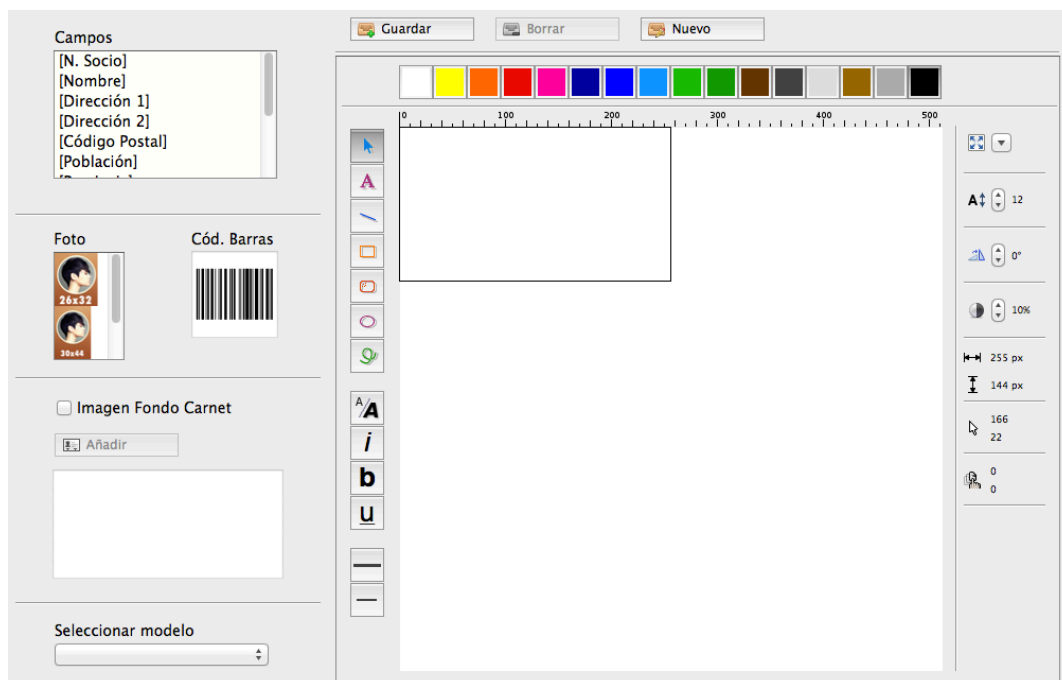 Campos
[N. Socio]
[Nombre]
[Dirección 1]
[Dirección 2]
[Código Postal]
[Población]
Foto
Cód. Barras
26x32
30x44
Imagen Fondo Carnet
Añadir
Seleccionar modelo
Guardar
Borrar
Nuevo
0 100 200 300 400 500
A
A/A
i
b
u
A 12
0°
10%
255 px
144 px
166
22
0
0